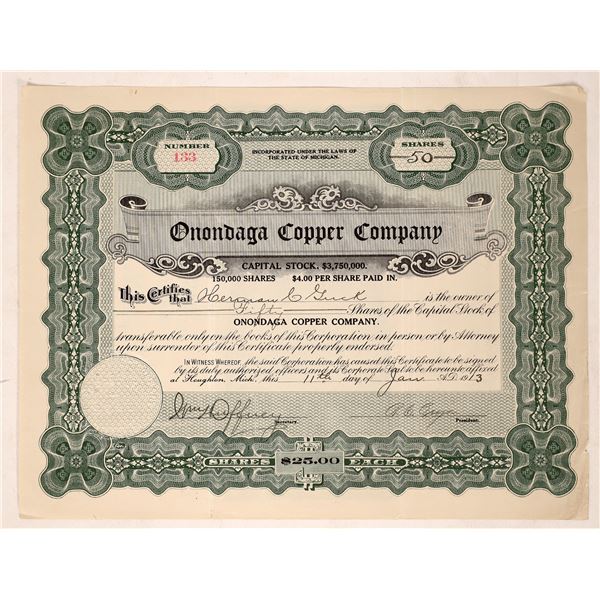 NUMBER
133
INCORPORATED UNDER THE LAWS OF
THE STATE OF MICHIGAN.
SHARES
50
Onondaga Copper Company
CAPITAL STOCK, $3,750,000.
150,000 SHARES $4.00 PER SHARE PAID IN.
This Certifies that Herman C Guck is the owner of
Fifty Shares of the Capital Stock of
ONONDAGA COPPER COMPANY.
transferable only on the books of this Corporation in person or by Attorney
upon surrender of this Certificate properly endorsed.
IN WITNESS WHEREOF, the said Corporation has caused this Certificate to be signed
by its duly authorized officers and its Corporate Seal to be hereunto affixed
at Houghton, Mich. this 11th day of Jan A.D. 1913
Secretary.
President.
SHARES $25.00 EACH